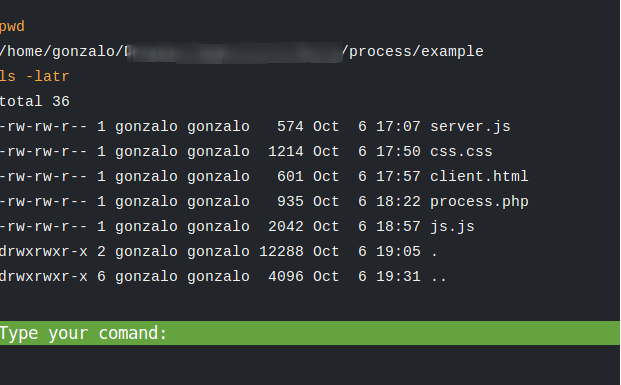 pwd
/home/gonzalo/ /process/example
ls -latr
total 36
-rw-rw-r-- 1 gonzalo gonzalo   574 Oct  6 17:07 server.js
-rw-rw-r-- 1 gonzalo gonzalo  1214 Oct  6 17:50 css.css
-rw-rw-r-- 1 gonzalo gonzalo   601 Oct  6 17:57 client.html
-rw-rw-r-- 1 gonzalo gonzalo   935 Oct  6 18:22 process.php
-rw-rw-r-- 1 gonzalo gonzalo  2042 Oct  6 18:57 js.js
drwxrwxr-x 2 gonzalo gonzalo 12288 Oct  6 19:05 .
drwxrwxr-x 6 gonzalo gonzalo  4096 Oct  6 19:31 ..
Type your comand: